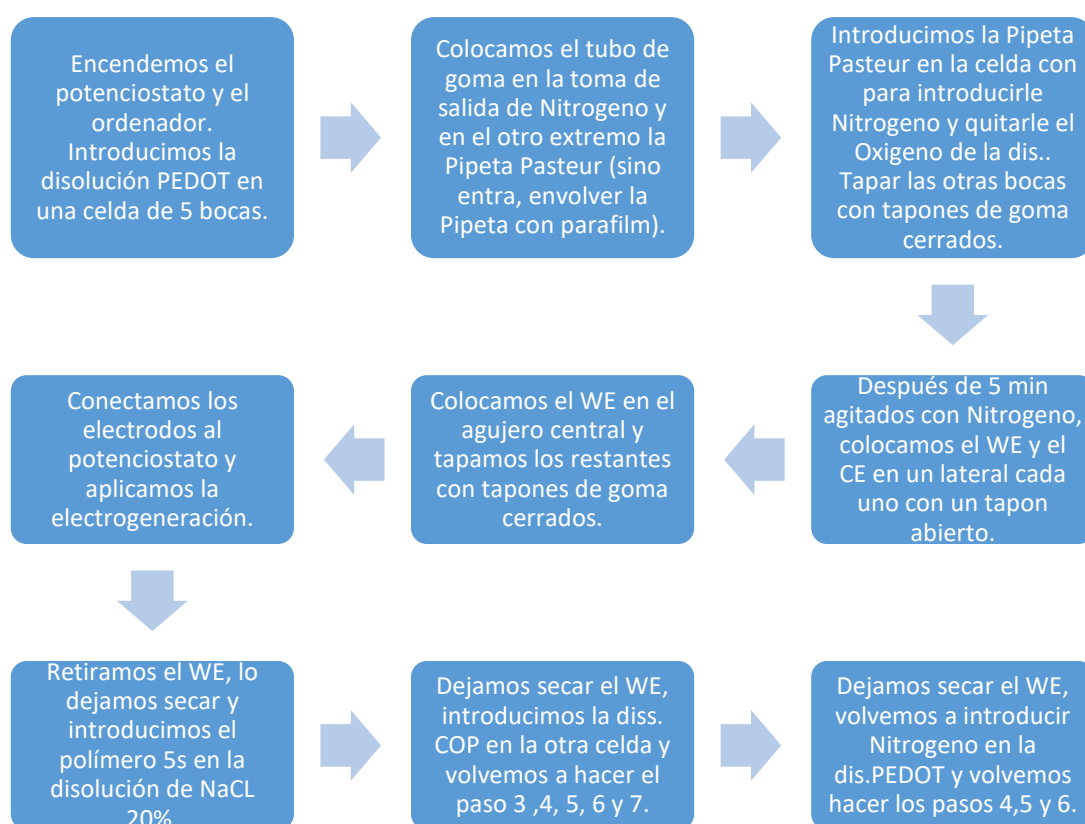 Encendemos el
potenciostato y el
ordenador.
Introducimos la
disolución PEDOT en
una celda de 5 bocas.
Colocamos el tubo de
goma en la toma de
salida de Nitrogeno y
en el otro extremo la
Pipeta Pasteur (sino
entra, envolver la
Pipeta con parafilm).
Introducimos la Pipeta
Pasteur en la celda con
para introducirle
Nitrogeno y quitarle el
Oxigeno de la dis..
Tapar las otras bocas
con tapones de goma
cerrados.
Después de 5 min
agitados con Nitrogeno,
colocamos el WE y el
CE en un lateral cada
uno con un tapon
abierto.
Colocamos el WE en el
agujero central y
tapamos los restantes
con tapones de goma
cerrados.
Conectamos los
electrodos al
potenciostato y
aplicamos la
electrogeneración.
Retiramos el WE, lo
dejamos secar y
introducimos el
polímero 5s en la
disolución de NaCL
20%
Dejamos secar el WE,
introducimos la diss.
COP en la otra celda y
volvemos a hacer el
paso 3 ,4, 5, 6 y 7.
Dejamos secar el WE,
volvemos a introducir
Nitrogeno en la
dis.PEDOT y volvemos
hacer los pasos 4,5 y 6.